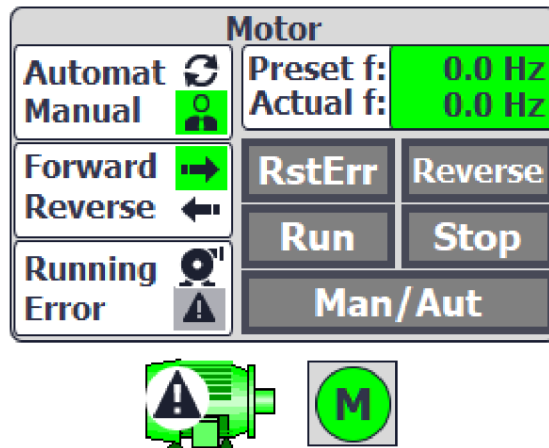 Motor
Automat
Manual
Preset f: 0.0 Hz
Actual f: 0.0 Hz
Forward
Reverse
RstErr Reverse
Run Stop
Running
Error
Man/Aut
M